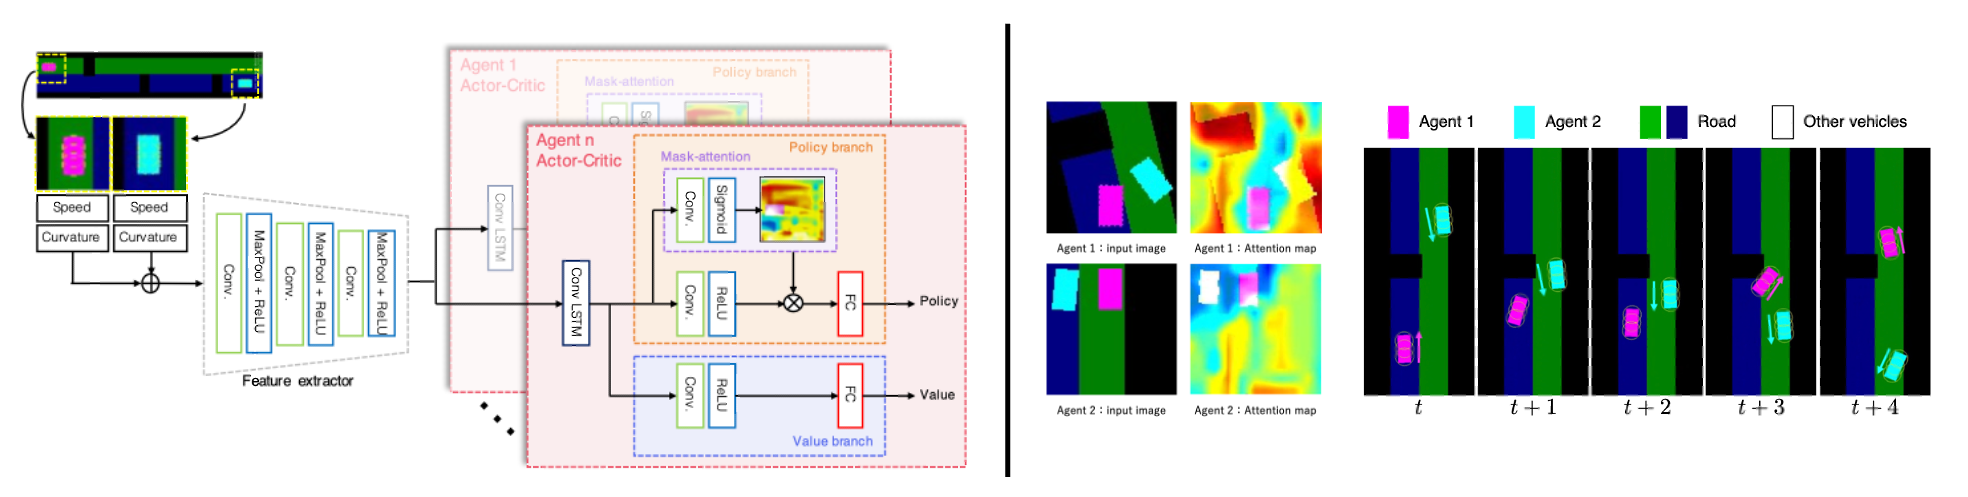 Speed
Speed
Curvature
Curvature
Conv.
MaxPool + ReLU
Conv.
MaxPool + ReLU
Conv.
MaxPool + ReLU
Feature extractor
Agent 1
Actor-Critic
Policy branch
Mask-attention
Conv LSTM
Agent n
Actor-Critic
Policy branch
Mask-attention
Conv.
Sigmoid
Conv LSTM
Conv.
ReLU
FC
Policy
Conv.
ReLU
FC
Value
Value branch
Agent 1 : input image
Agent 1 : Attention map
Agent 2 : input image
Agent 2 : Attention map
Agent 1
Agent 2
Road
Other vehicles
t
t + 1
t + 2
t + 3
t + 4